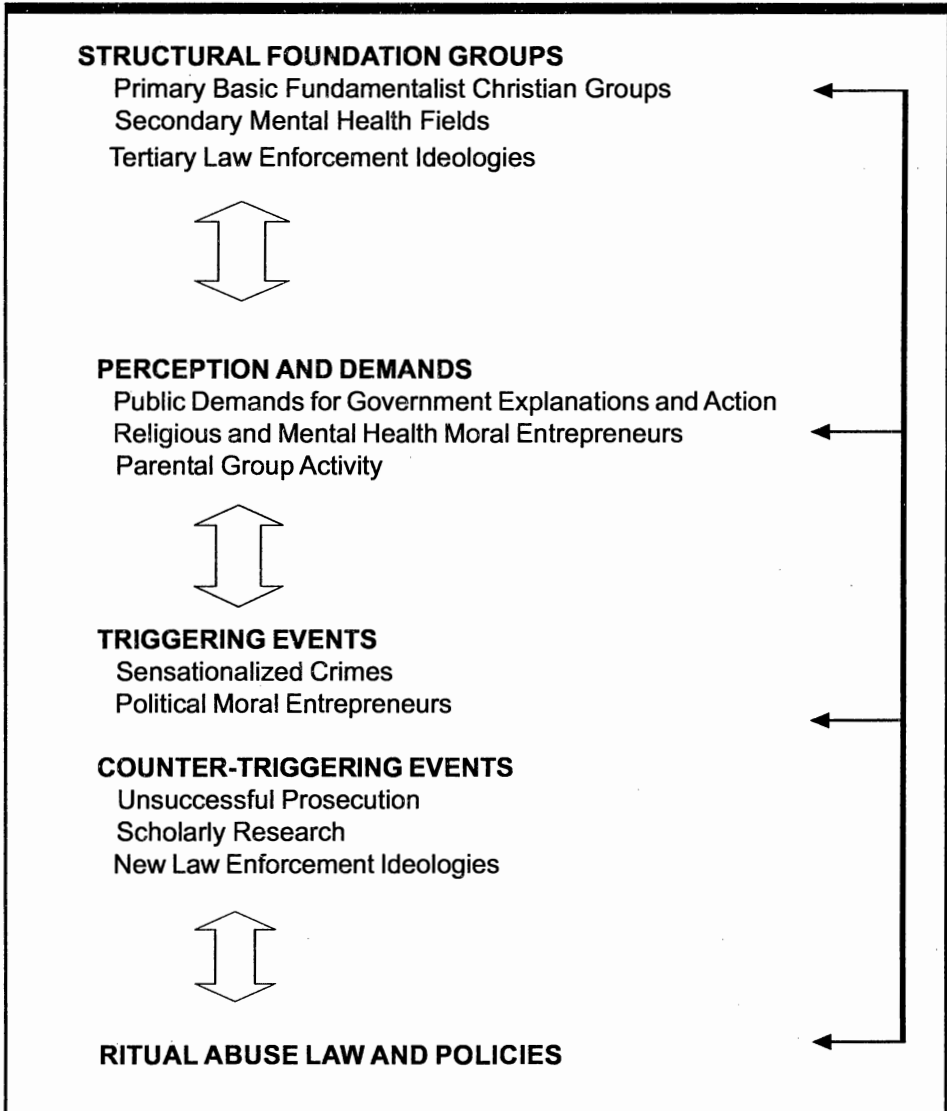 STRUCTURAL FOUNDATION GROUPS
Primary Basic Fundamentalist Christian Groups
Secondary Mental Health Fields
Tertiary Law Enforcement Ideologies
PERCEPTION AND DEMANDS
Public Demands for Government Explanations and Action
Religious and Mental Health Moral Entrepreneurs
Parental Group Activity
TRIGGERING EVENTS
Sensationalized Crimes
Political Moral Entrepreneurs
COUNTER-TRIGGERING EVENTS
Unsuccessful Prosecution
Scholarly Research
New Law Enforcement Ideologies
RITUAL ABUSE LAW AND POLICIES